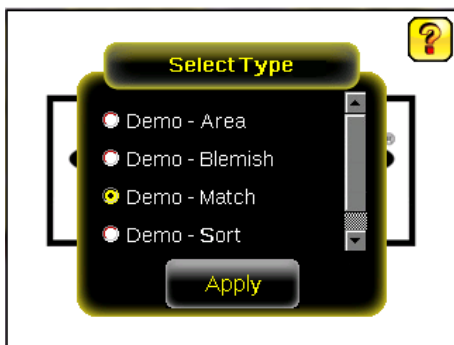 ?
Select Type
Demo - Area
Demo - Blemish
Demo - Match
Demo - Sort
®
Apply